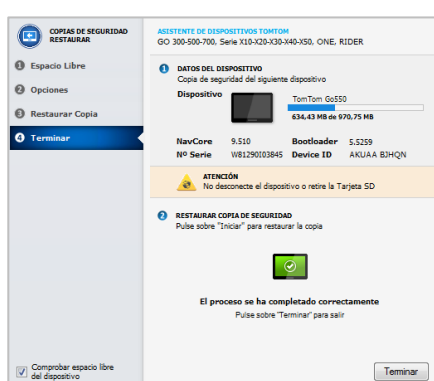 COPIAS DE SEGURIDAD
RESTAURAR
1 Espacio Libre
2 Opciones
3 Restaurar Copia
4 Terminar
Comprobar espacio libre
del dispositivo
ASISTENTE DE DISPOSITIVOS TOMTOM
GO 300-500-700, Serie X10-X20-X30-X40-X50, ONE,
RIDER
1 DATOS DEL DISPOSITIVO
Copia de seguridad del siguiente dispositivo
Dispositivo
TomTom Go550
634,43 MB de 970,75 MB
NavCore 9.510 Bootloader 5.5259
Nº Serie W81290I03845 Device ID AKUAA BJHQN
ATENCIÓN
No desconecte el dispositivo o retire la Tarjeta SD
2 RESTAURAR COPIA DE SEGURIDAD
Pulse sobre "Iniciar" para restaurar la copia
El proceso se ha completado correctamente
Pulse sobre "Terminar" para salir
Terminar